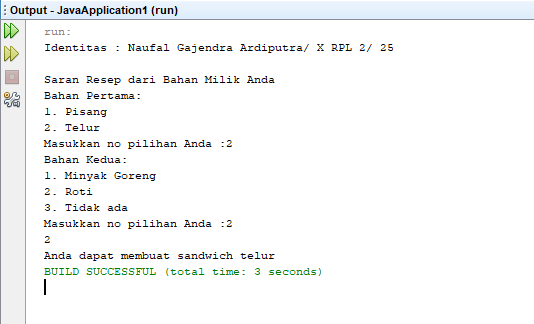 Output - JavaApplication1 (run)
run:
Identitas : Naufal Gajendra Ardiputra/ X RPL 2/ 25
Saran Resep dari Bahan Milik Anda
Bahan Pertama:
1. Pisang
2. Telur
Masukkan no pilihan Anda :2
Bahan Kedua:
1. Minyak Goreng
2. Roti
3. Tidak ada
Masukkan no pilihan Anda :2
2
Anda dapat membuat sandwich telur
BUILD SUCCESSFUL (total time: 3 seconds)